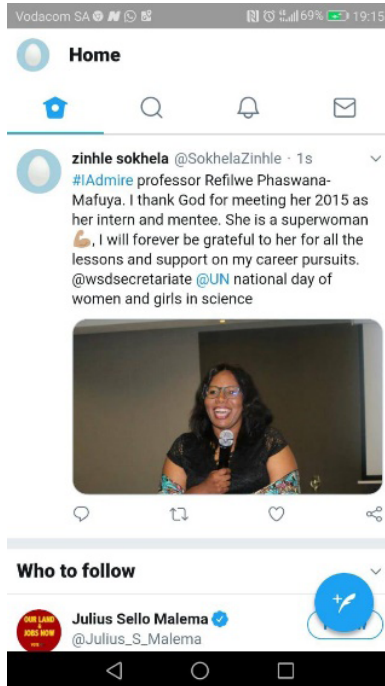 Vodacom SA
69% 19:15
Home
zinhle sokhela @SokhelaZinhle · 1s
#IAdmire professor Refilwe Phaswana-
Mafuya. I thank God for meeting her 2015 as
her intern and mentee. She is a superwoman
💪🏽, I will forever be grateful to her for all the
lessons and support on my career pursuits.
@wsdsecretariate @UN national day of
women and girls in science
Who to follow
OUR LAND
&
JOBS NOW
Julius Sello Malema
@Julius_S_Malema